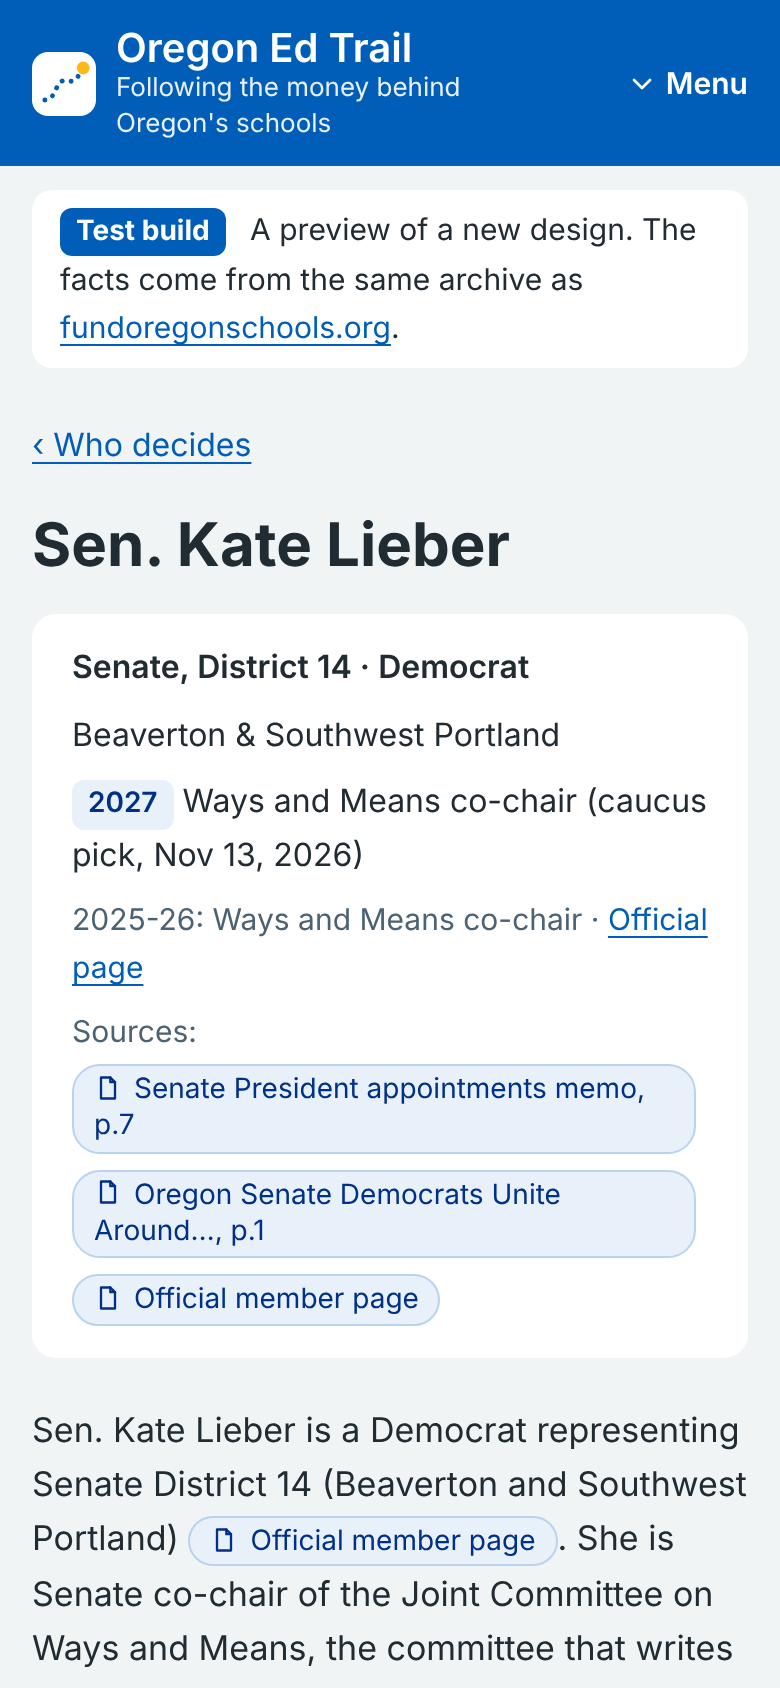 Oregon Ed Trail
Following the money behind
Oregon's schools
Menu
Test build A preview of a new design. The
facts come from the same archive as
fundoregonschools.org.
‹ Who decides
Sen. Kate Lieber
Senate, District 14 · Democrat
Beaverton & Southwest Portland
2027 Ways and Means co-chair (caucus
pick, Nov 13, 2026)
2025-26: Ways and Means co-chair · Official
page
Sources:
Senate President appointments memo,
p.7
Oregon Senate Democrats Unite
Around…, p.1
Official member page
Sen. Kate Lieber is a Democrat representing
Senate District 14 (Beaverton and Southwest
Portland) Official member page. She is
Senate co-chair of the Joint Committee on
Ways and Means, the committee that writes